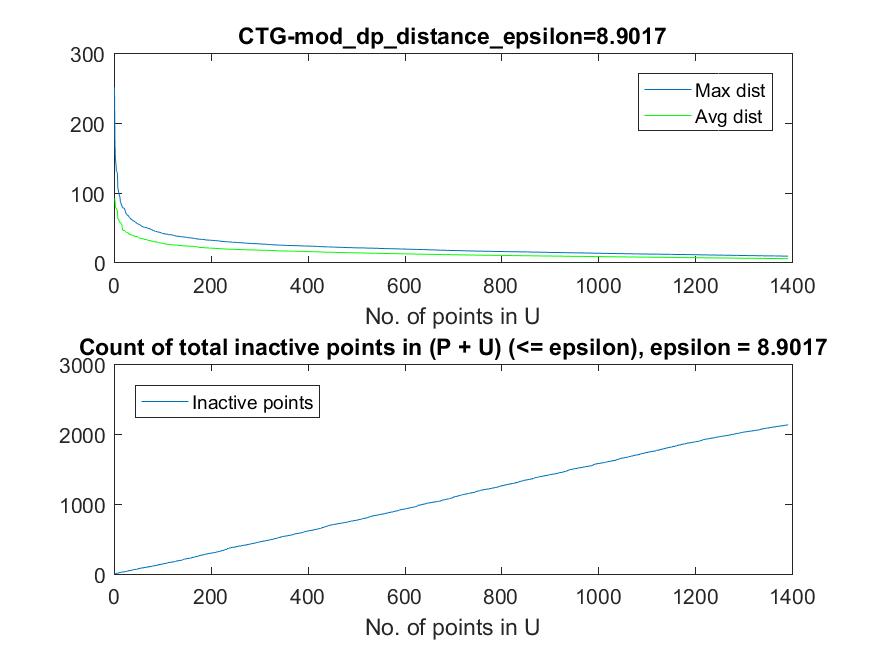 CTG-mod_dp_distance_epsilon=8.9017
300
200
100
0
Max dist
Avg dist
0 200 400 600 800 1000 1200 1400
No. of points in U
Count of total inactive points in (P + U) (<= epsilon), epsilon = 8.9017
3000
2000
1000
0
Inactive points
0 200 400 600 800 1000 1200 1400
No. of points in U